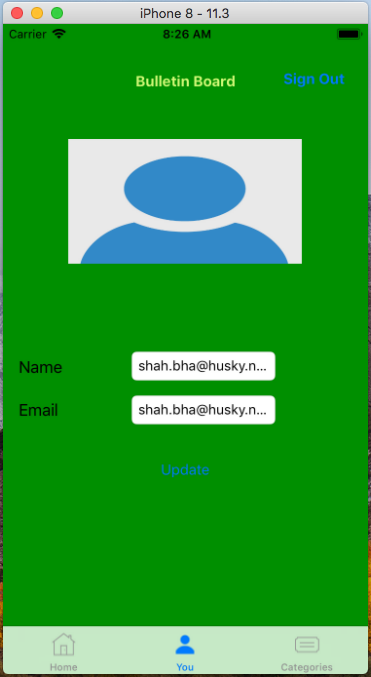 iPhone 8 - 11.3
Carrier 8:26 AM
Bulletin Board Sign Out
Name shah.bha@husky.n...
Email shah.bha@husky.n...
Update
Home You Categories